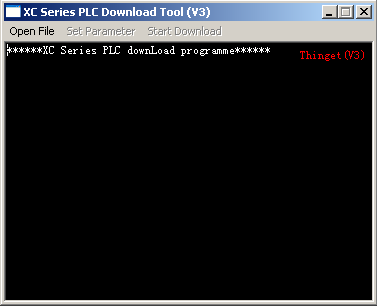 XC Series PLC Download Tool (V3)
Open File Set Parameter Start Download
******XC Series PLC downLoad programme******
Thinget(V3)